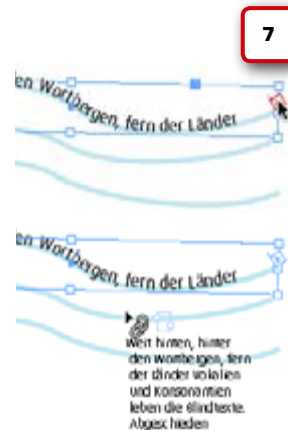 7
en Wortbergen, fern der Länder
en Wortbergen, fern der Länder
Weit hinten, hinter
den Wortbergen, fern
der Länder Vokalien
und Konsonantien
leben die Blindtexte.
Abgeschieden